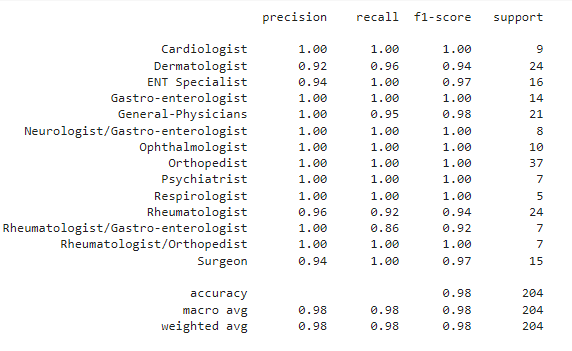 precision recall f1-score support
Cardiologist 1.00 1.00 1.00 9
Dermatologist 0.92 0.96 0.94 24
ENT Specialist 0.94 1.00 0.97 16
Gastro-enterologist 1.00 1.00 1.00 14
General-Physicians 1.00 0.95 0.98 21
Neurologist/Gastro-enterologist 1.00 1.00 1.00 8
Ophthalmologist 1.00 1.00 1.00 10
Orthopedist 1.00 1.00 1.00 37
Psychiatrist 1.00 1.00 1.00 7
Respirologist 1.00 1.00 1.00 5
Rheumatologist 0.96 0.92 0.94 24
Rheumatologist/Gastro-enterologist 1.00 0.86 0.92 7
Rheumatologist/Orthopedist 1.00 1.00 1.00 7
Surgeon 0.94 1.00 0.97 15
accuracy 0.98 204
macro avg 0.98 0.98 0.98 204
weighted avg 0.98 0.98 0.98 204